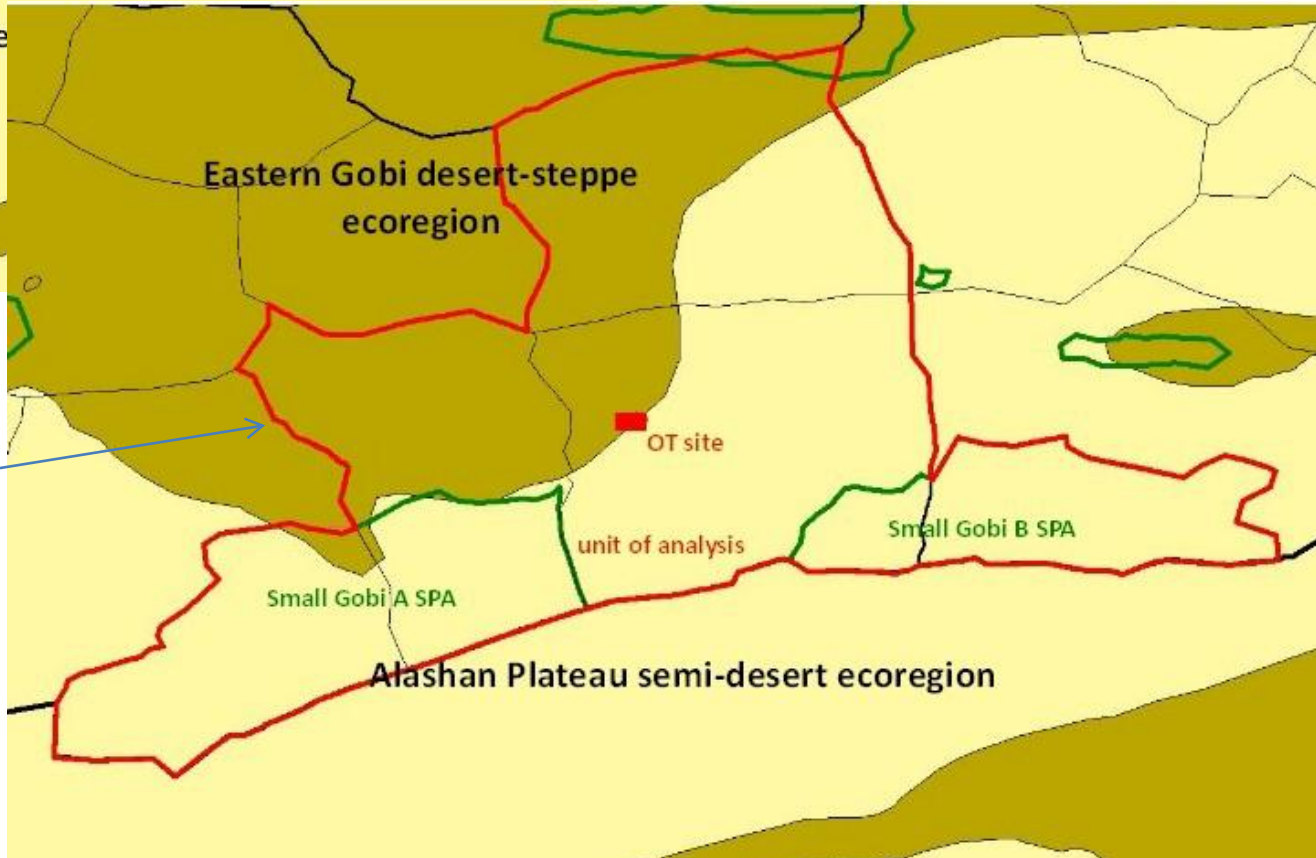 e
Eastern Gobi desert-steppe
ecoregion
OT site
Small Gobi B SPA
unit of analysis
Small Gobi A SPA
Alashan Plateau semi-desert ecoregion